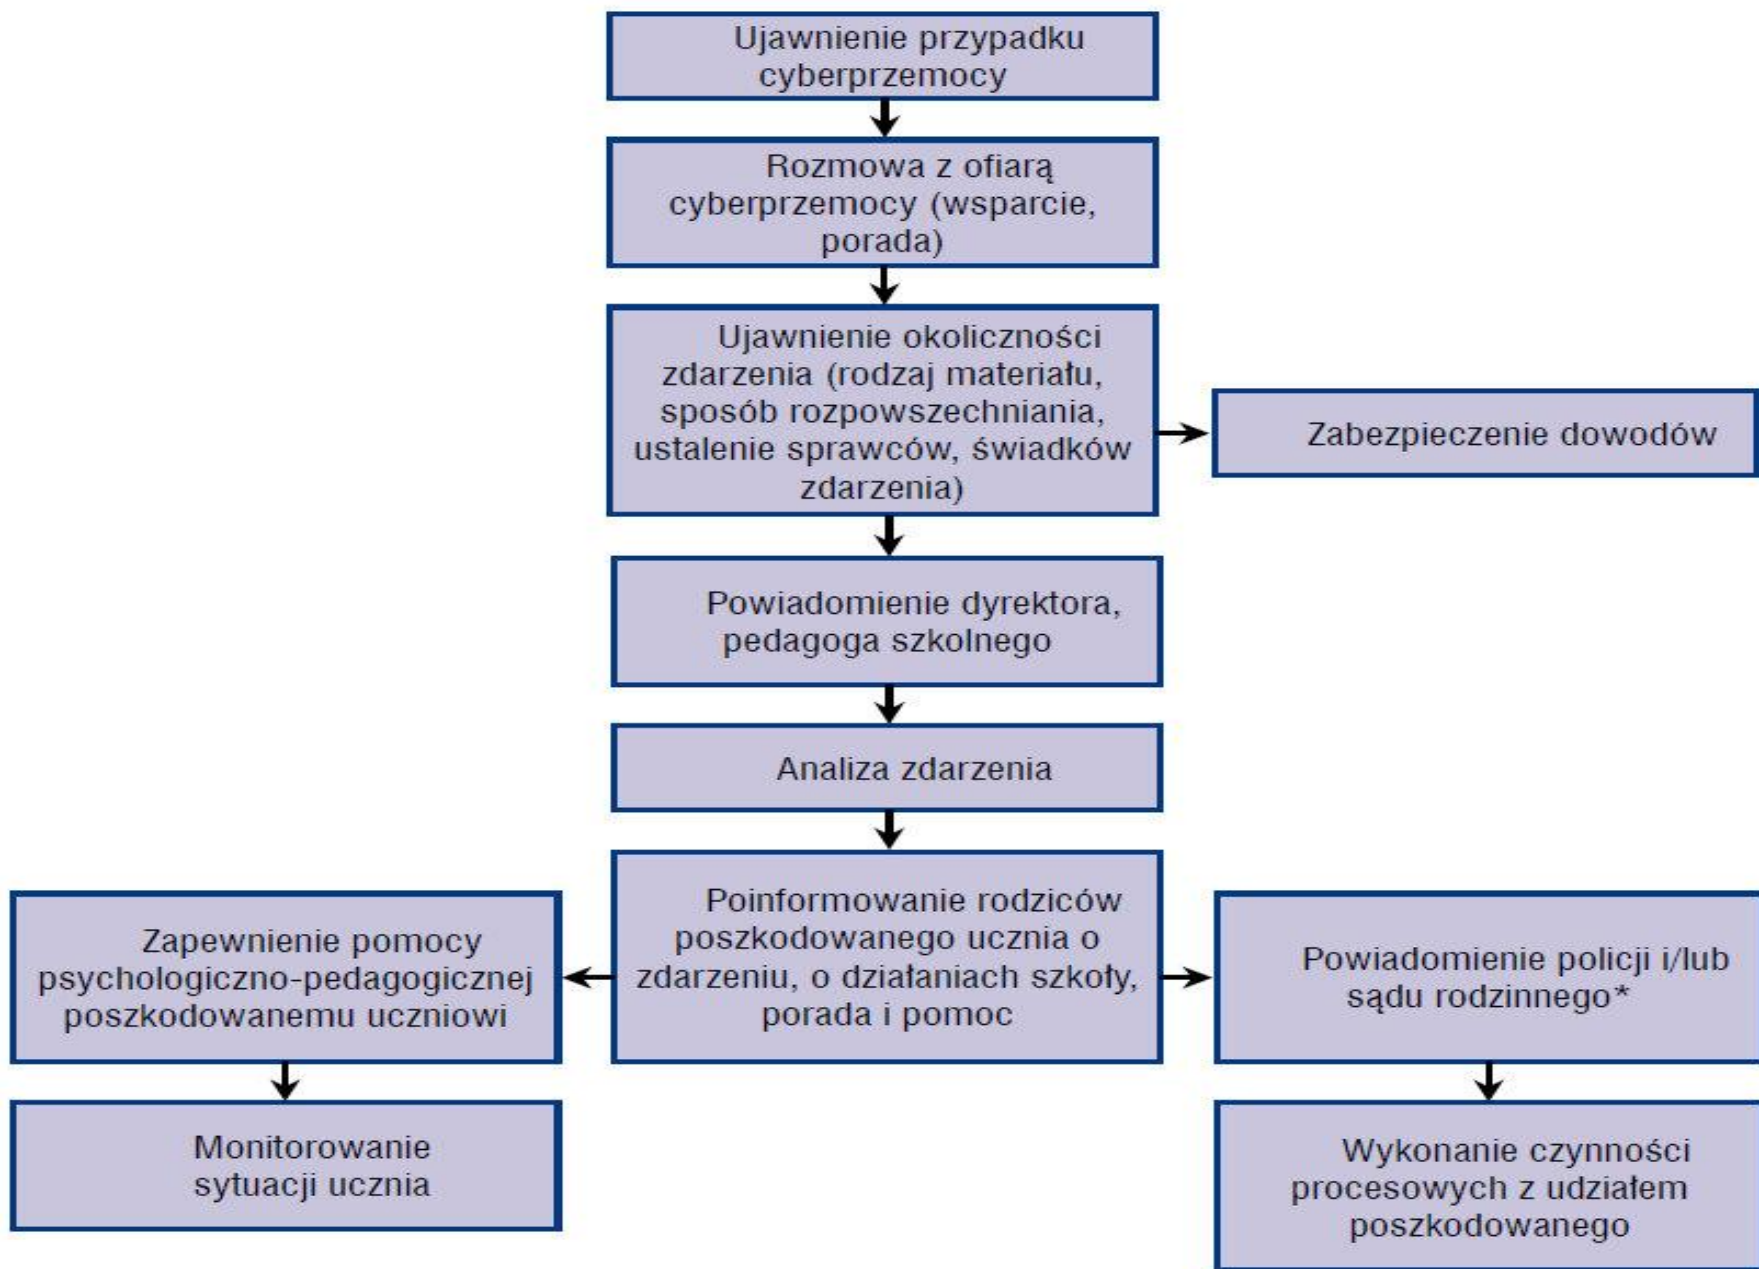 Ujawnienie przypadku
cyberprzemocy
Rozmowa z ofiarą
cyberprzemocy (wsparcie,
porada)
Ujawnienie okoliczności
zdarzenia (rodzaj materiału,
sposób rozpowszechniania,
ustalenie sprawców, świadków
zdarzenia)
Zabezpieczenie dowodów
Powiadomienie dyrektora,
pedagoga szkolnego
Analiza zdarzenia
Poinformowanie rodziców
poszkodowanego ucznia o
zdarzeniu, o działaniach szkoły,
porada i pomoc
Zapewnienie pomocy
psychologiczno-pedagogicznej
poszkodowanemu uczniowi
Powiadomienie policji i/lub
sądu rodzinnego*
Monitorowanie
sytuacji ucznia
Wykonanie czynności
procesowych z udziałem
poszkodowanego